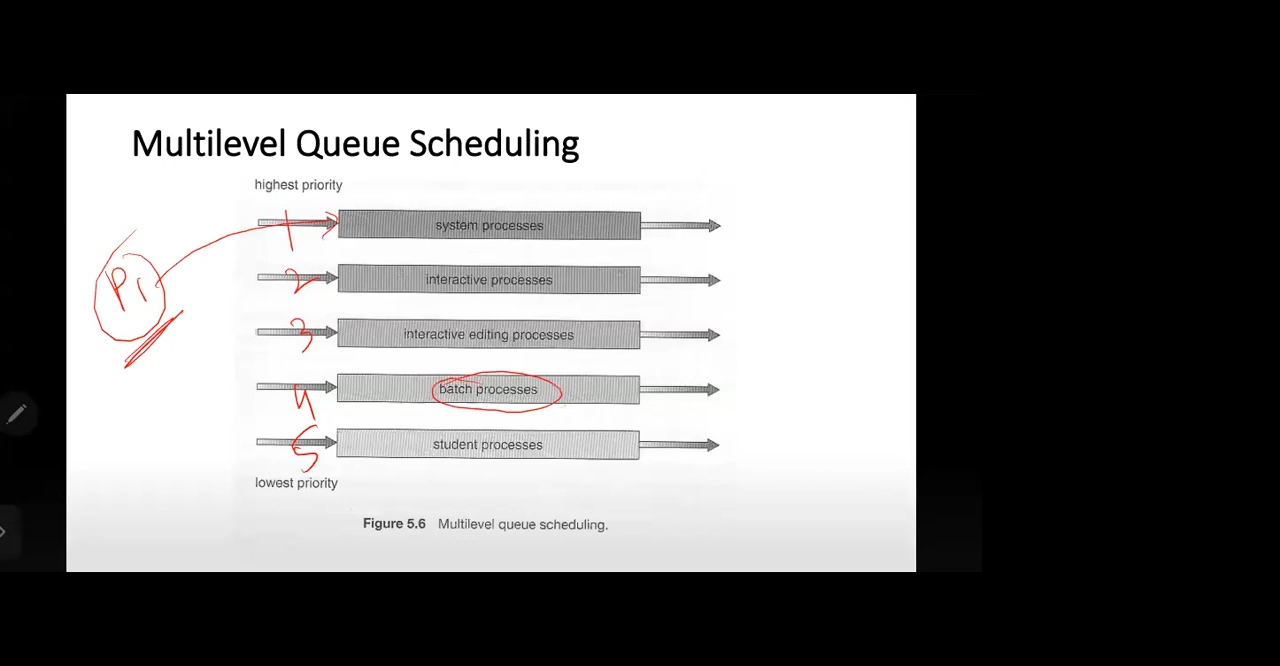 Multilevel Queue Scheduling
highest priority
1
system processes
P1
2
interactive processes
3
interactive editing processes
4
batch processes
5
student processes
lowest priority
Figure 5.6 Multilevel queue scheduling.